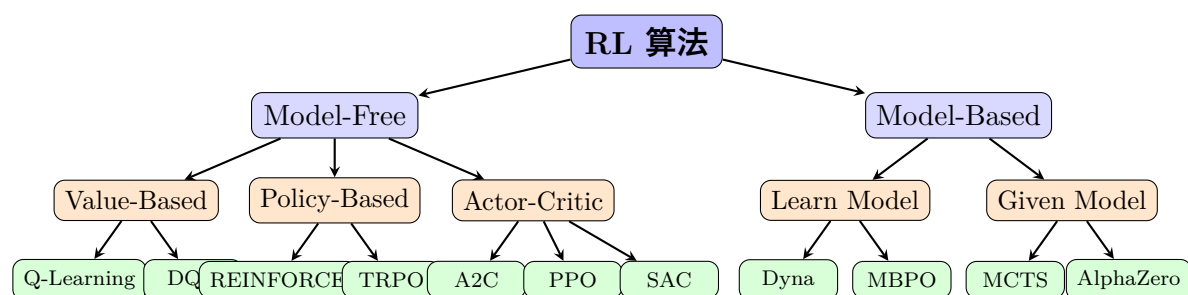 RL 算法
Model-Free
Model-Based
Value-Based
Policy-Based
Actor-Critic
Learn Model
Given Model
Q-Learning
DQ
REINFORCE
TRPO
A2C
PPO
SAC
Dyna
MBPO
MCTS
AlphaZero